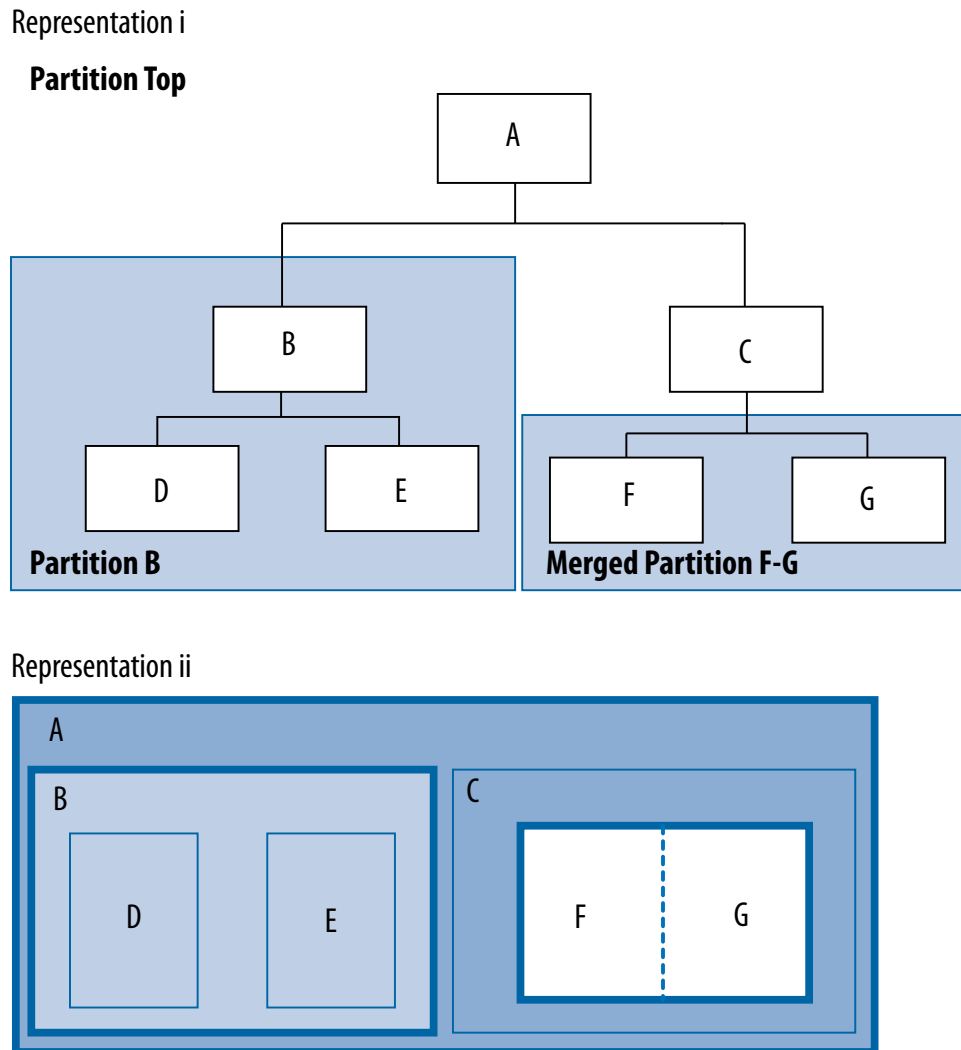 Representation i
Partition Top
A
B
C
D
E
F
G
Partition B
Merged Partition F-G
Representation ii
A
B
C
D
E
F
G